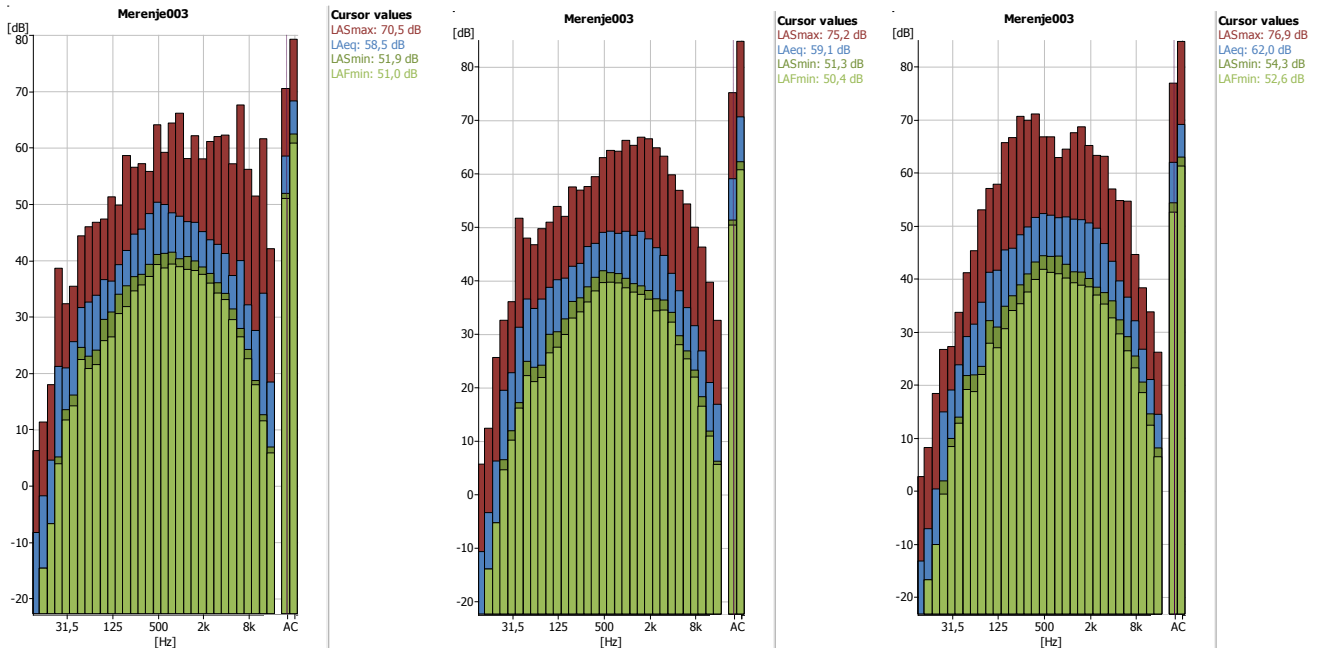 Merenje003
[dB]
80
70
60
50
40
30
20
10
0
-10
-20
31,5 125 500 2k 8k AC
[Hz]
Cursor values
LASmax: 70,5 dB
LAeq: 58,5 dB
LASmin: 51,9 dB
LAFmin: 51,0 dB
Merenje003
[dB]
80
70
60
50
40
30
20
10
0
-10
-20
31,5 125 500 2k 8k AC
[Hz]
Cursor values
LASmax: 75,2 dB
LAeq: 59,1 dB
LASmin: 51,3 dB
LAFmin: 50,4 dB
Merenje003
[dB]
80
70
60
50
40
30
20
10
0
-10
-20
31,5 125 500 2k 8k AC
[Hz]
Cursor values
LASmax: 76,9 dB
LAeq: 62,0 dB
LASmin: 54,3 dB
LAFmin: 52,6 dB